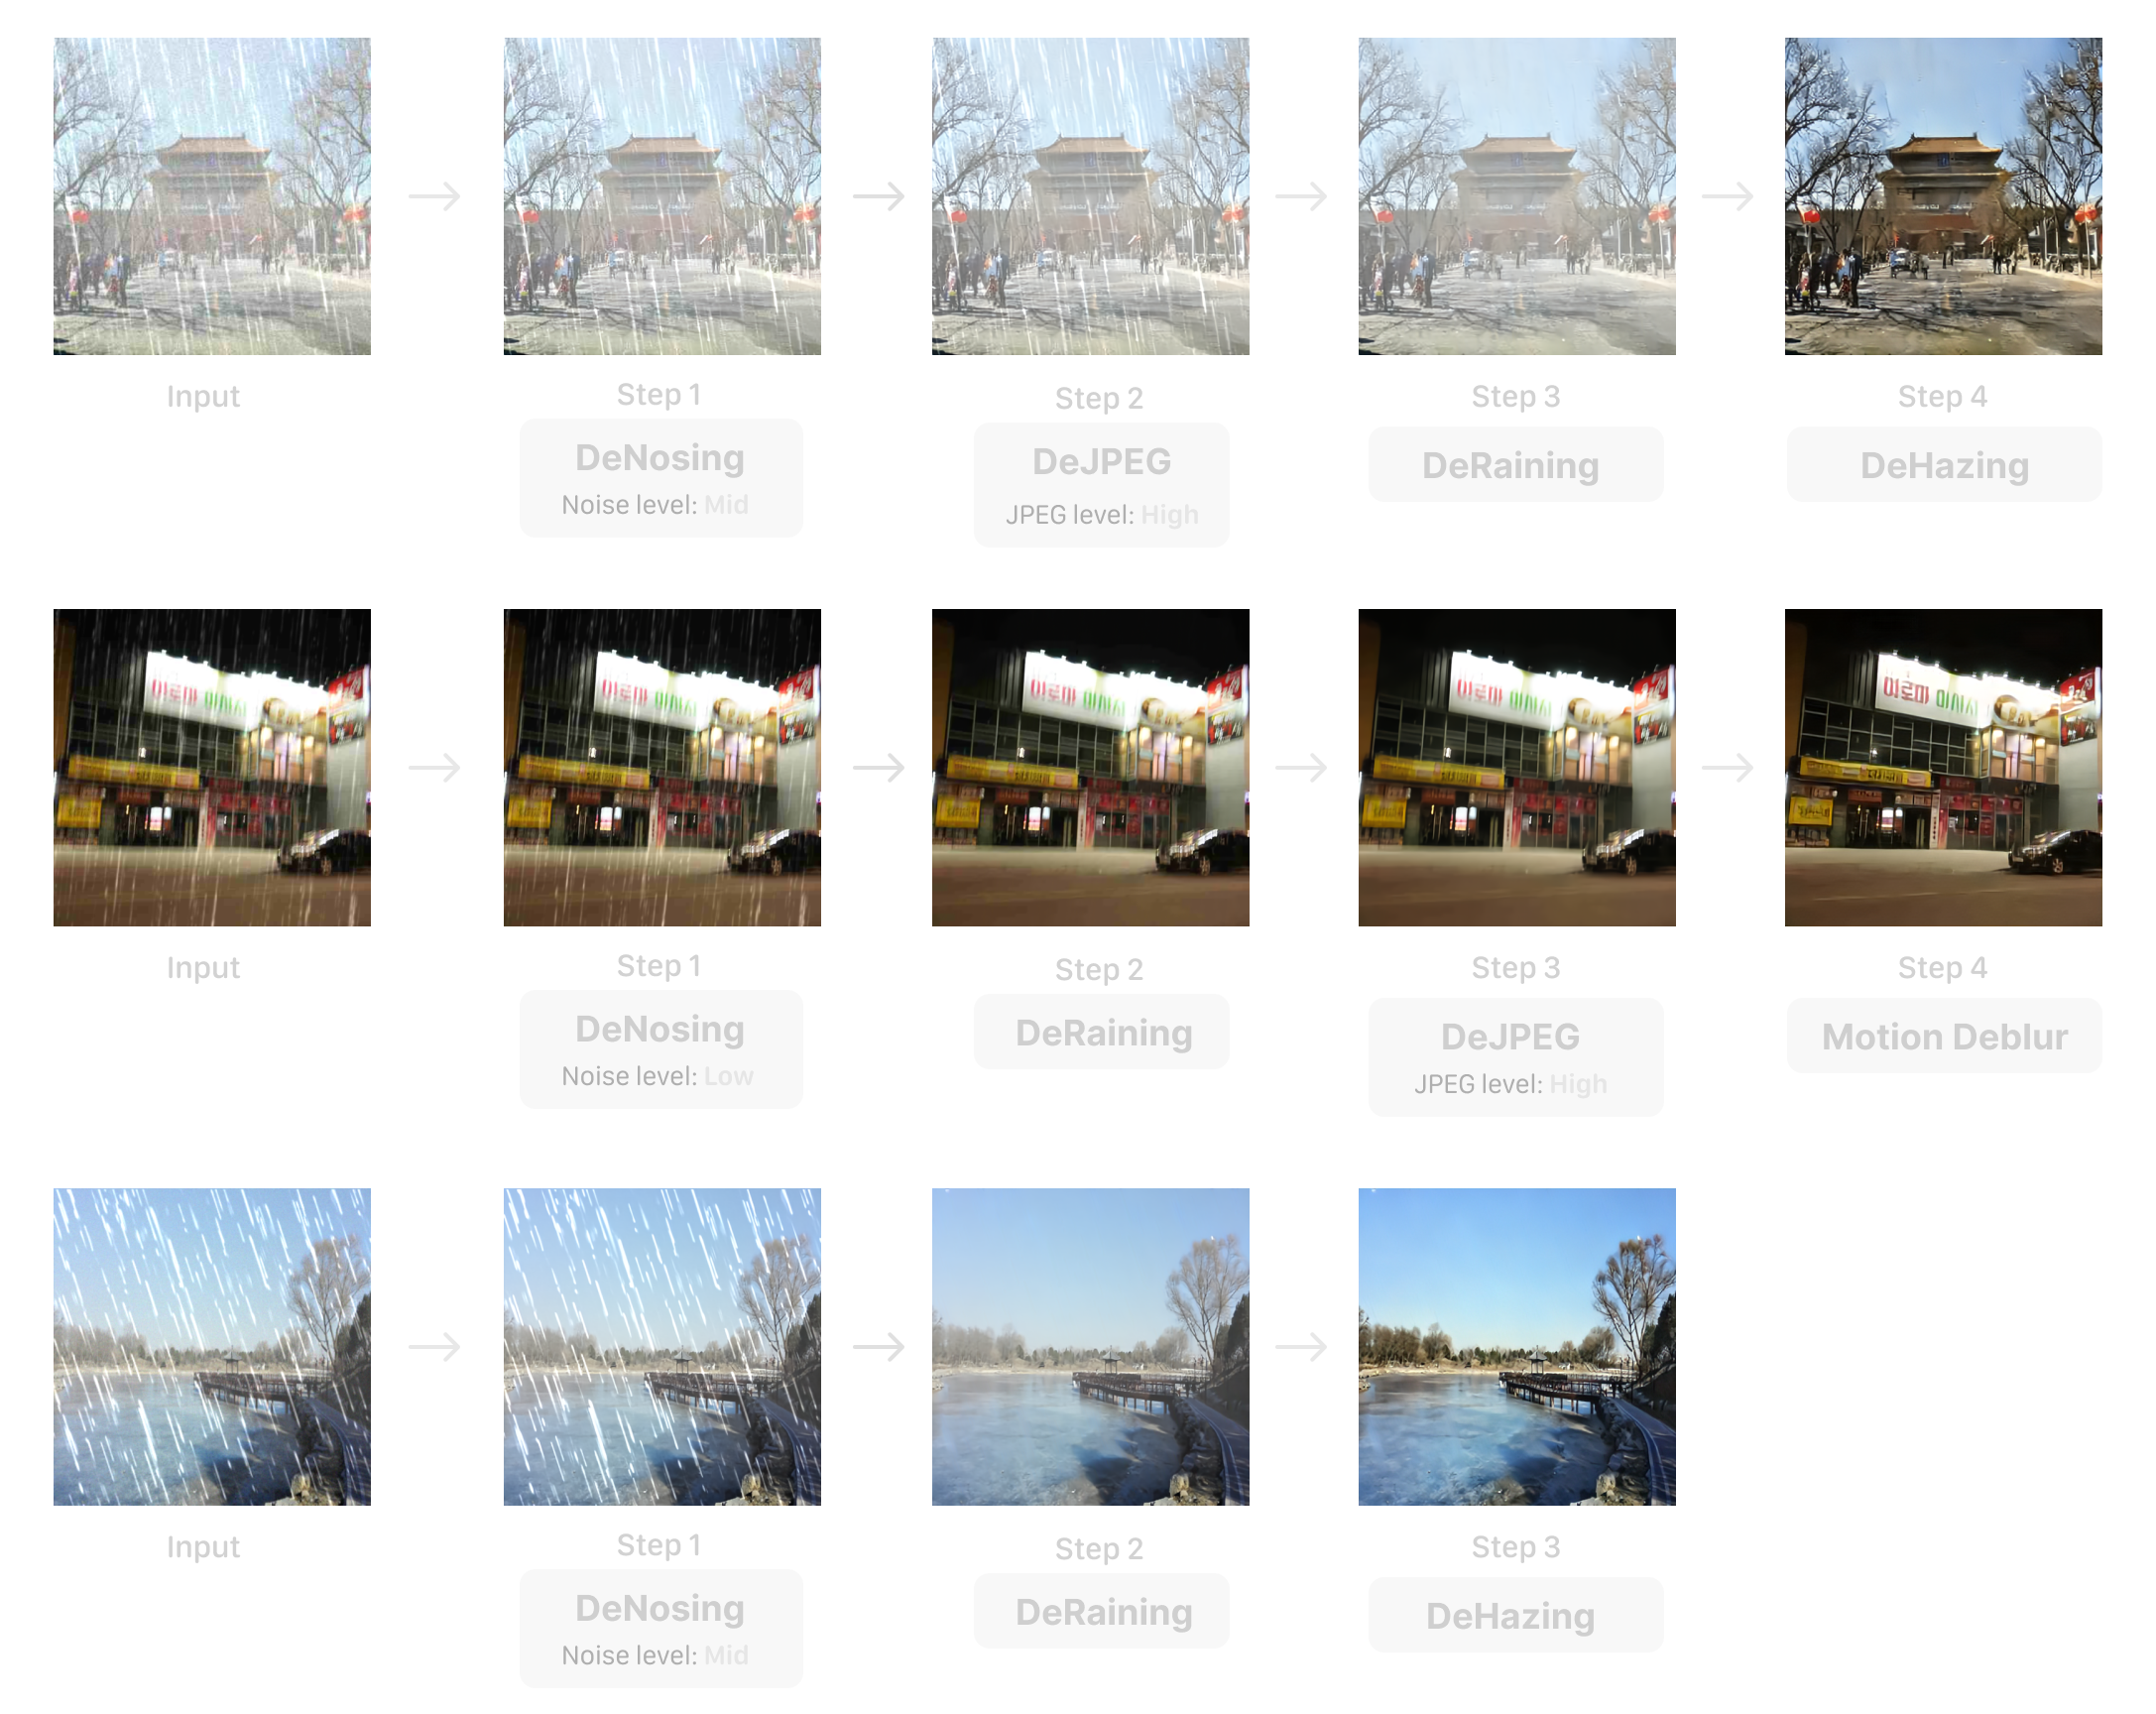 Input
Step 1
Step 2
Step 3
Step 4
DeNosing
Noise level: Mid
DeJPEG
JPEG level: High
DeRaining
DeHazing
Input
Step 1
Step 2
Step 3
Step 4
DeNosing
Noise level: Low
DeRaining
DeJPEG
JPEG level: High
Motion Deblur
Input
Step 1
Step 2
Step 3
DeNosing
Noise level: Mid
DeRaining
DeHazing